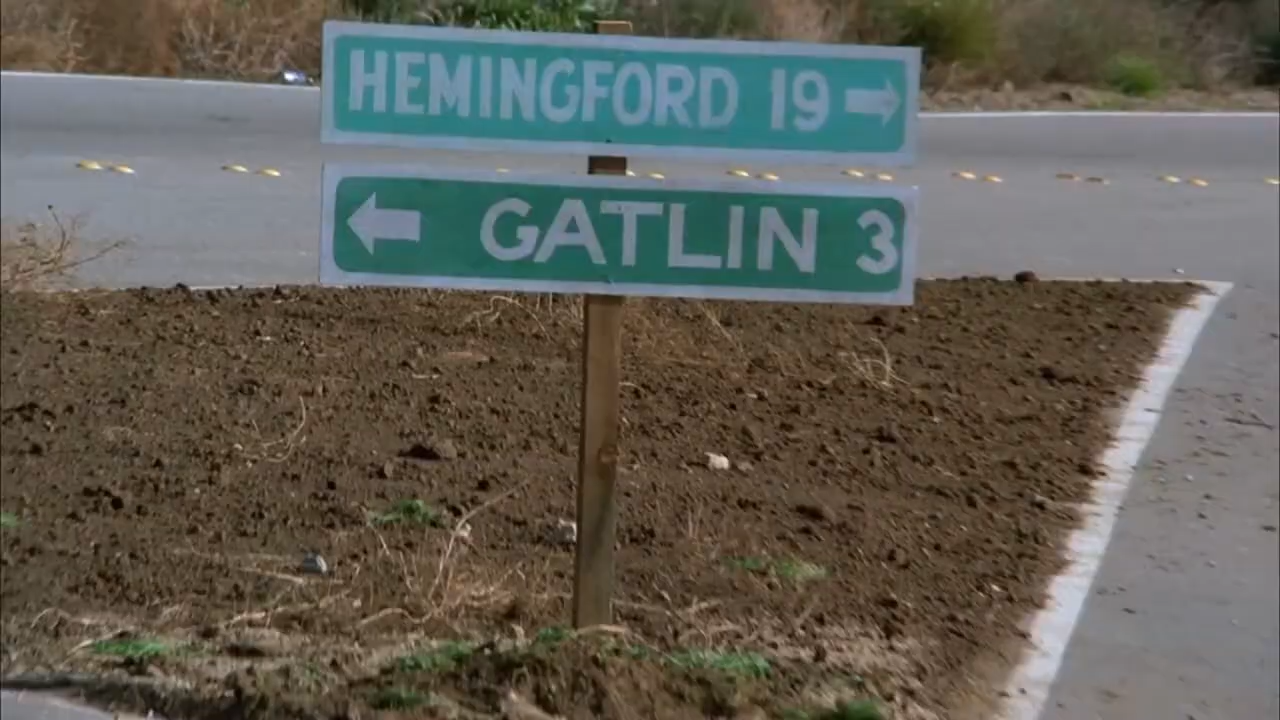 HEMINGFORD 19 →
← GATLIN 3